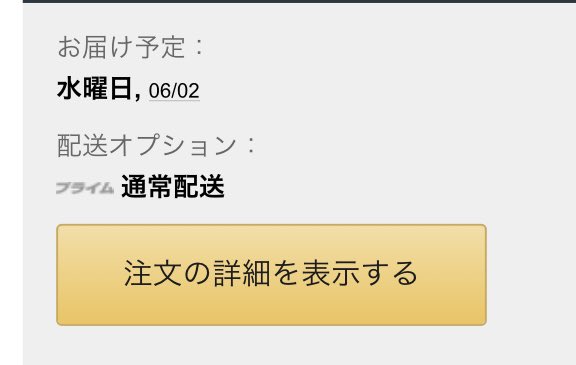 お届け予定：
水曜日, 06/02
配送オプション：
プライム 通常配送
注文の詳細を表示する